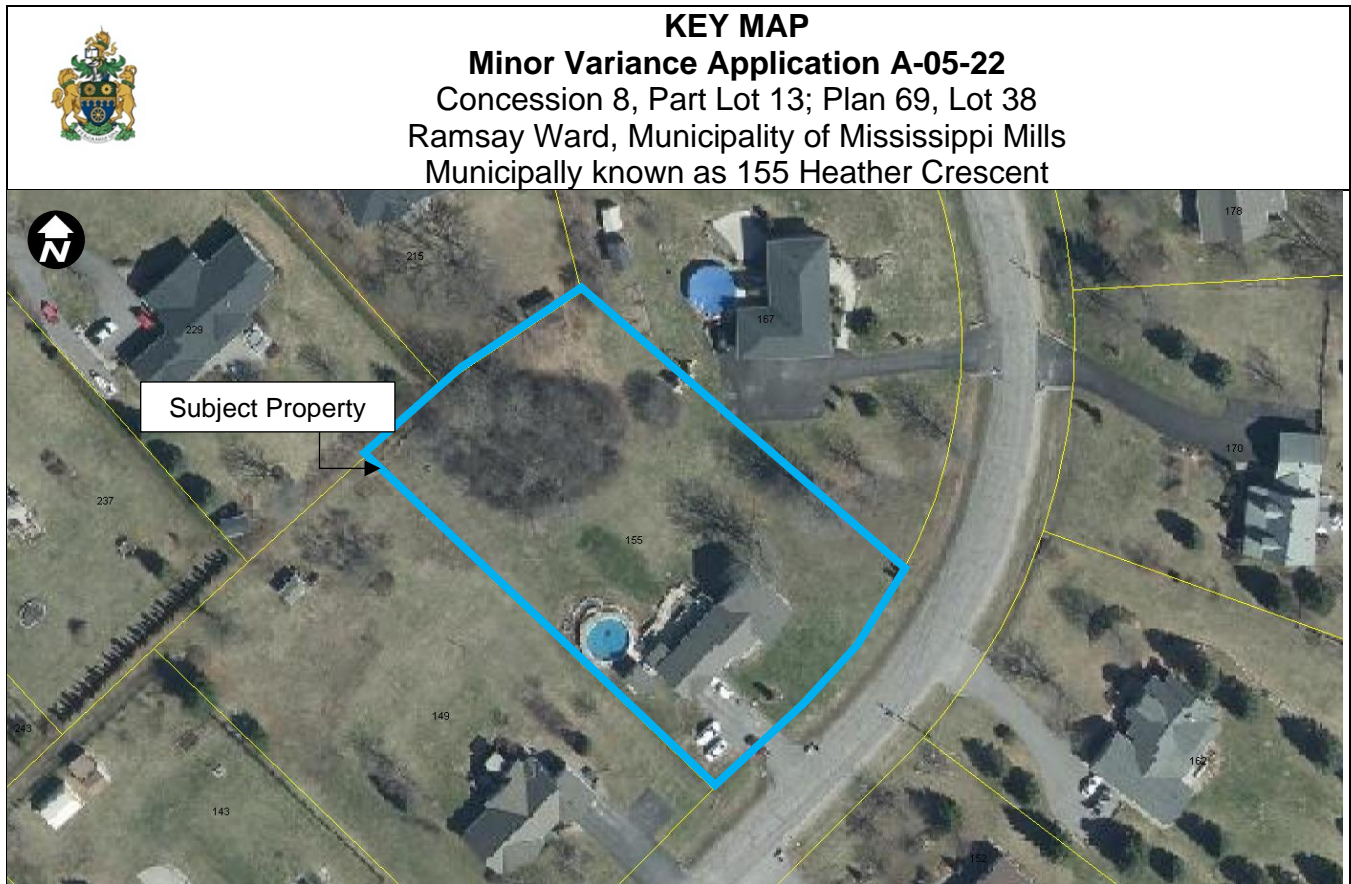 KEY MAP
Minor Variance Application A-05-22
Concession 8, Part Lot 13; Plan 69, Lot 38
Ramsay Ward, Municipality of Mississippi Mills
Municipally known as 155 Heather Crescent
N
178
215
229
167
Subject Property
170
237
155
149
243
162
143
152